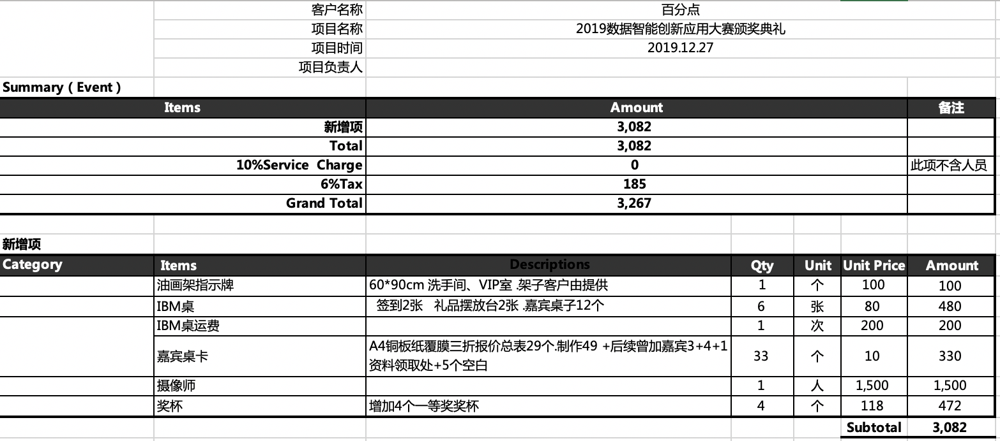 客户名称 百分点
项目名称 2019数据智能创新应用大赛颁奖典礼
项目时间 2019.12.27
项目负责人
Summary ( Event )
Items Amount 备注
新增项 3,082
Total 3,082
10%Service Charge 0 此项不含人员
6%Tax 185
Grand Total 3,267
新增项
Category Items Descriptions Qty Unit Unit Price Amount
油画架指示牌 60*90cm 洗手间、VIP室 .架子客户由提供 1 个 100 100
IBM桌 签到2张 礼品摆放台2张 .嘉宾桌子12个 6 张 80 480
IBM桌运费 1 次 200 200
嘉宾桌卡 A4铜板纸覆膜三折报价总表29个.制作49 +后续曾加嘉宾3+4+1 33 个 10 330
资料领取处+5个空白
摄像师 1 人 1,500 1,500
奖杯 增加4个一等奖奖杯 4 个 118 472
Subtotal 3,082